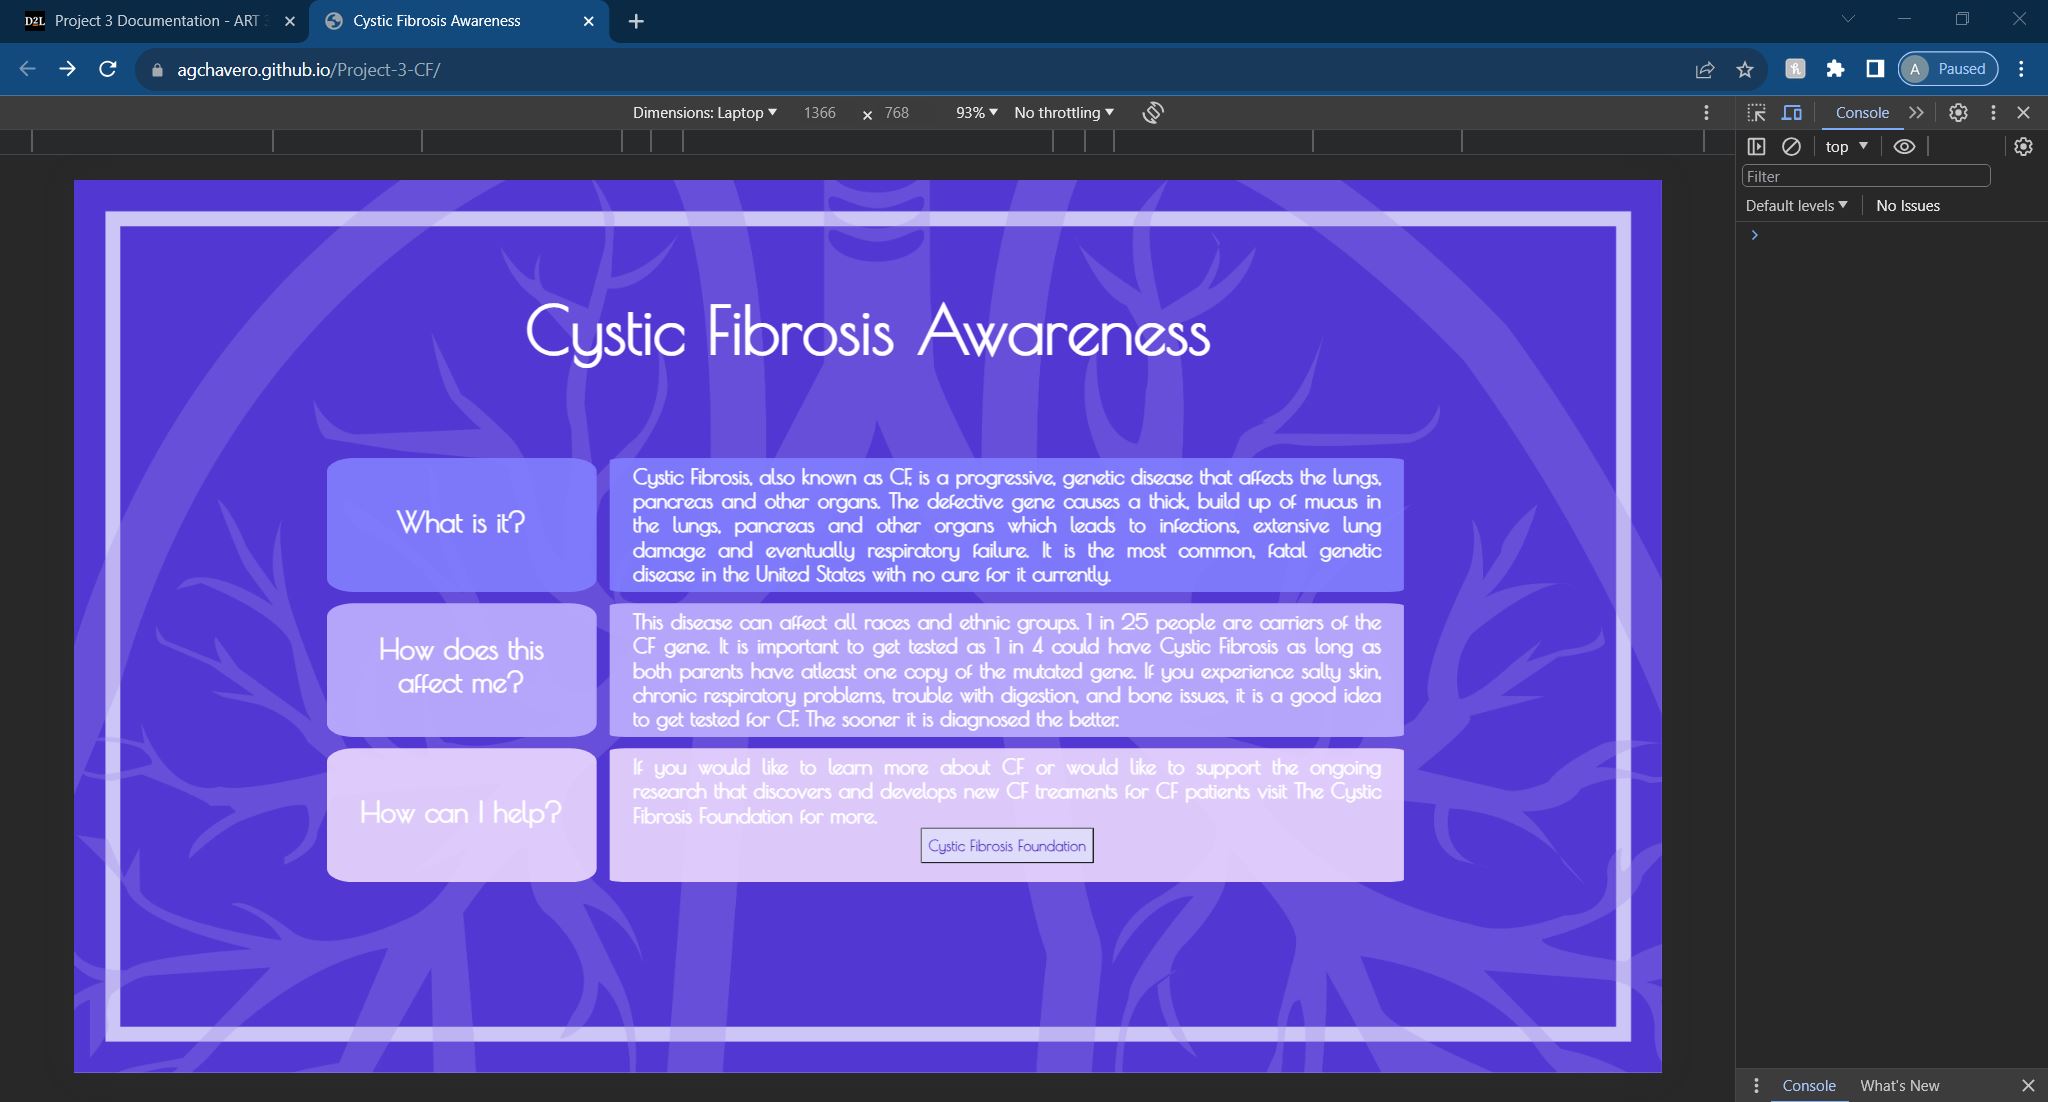 D2L Project 3 Documentation - ART 3
Cystic Fibrosis Awareness
agchavero.github.io/Project-3-CF/
A Paused
Dimensions: Laptop 1366 x 768 93% No throttling
Console
top
Filter
Default levels No Issues
Cystic Fibrosis Awareness
What is it?
Cystic Fibrosis, also known as CF, is a progressive, genetic disease that affects the lungs,
pancreas and other organs. The defective gene causes a thick, build up of mucus in
the lungs, pancreas and other organs which leads to infections, extensive lung
damage and eventually respiratory failure. It is the most common, fatal genetic
disease in the United States with no cure for it currently.
How does this
affect me?
This disease can affect all races and ethnic groups. 1 in 25 people are carriers of the
CF gene. It is important to get tested as 1 in 4 could have Cystic Fibrosis as long as
both parents have atleast one copy of the mutated gene. If you experience salty skin,
chronic respiratory problems, trouble with digestion, and bone issues, it is a good idea
to get tested for CF. The sooner it is diagnosed the better.
How can I help?
If you would like to learn more about CF or would like to support the ongoing
research that discovers and develops new CF treaments for CF patients visit The Cystic
Fibrosis Foundation for more.
Cystic Fibrosis Foundation
Console What's New